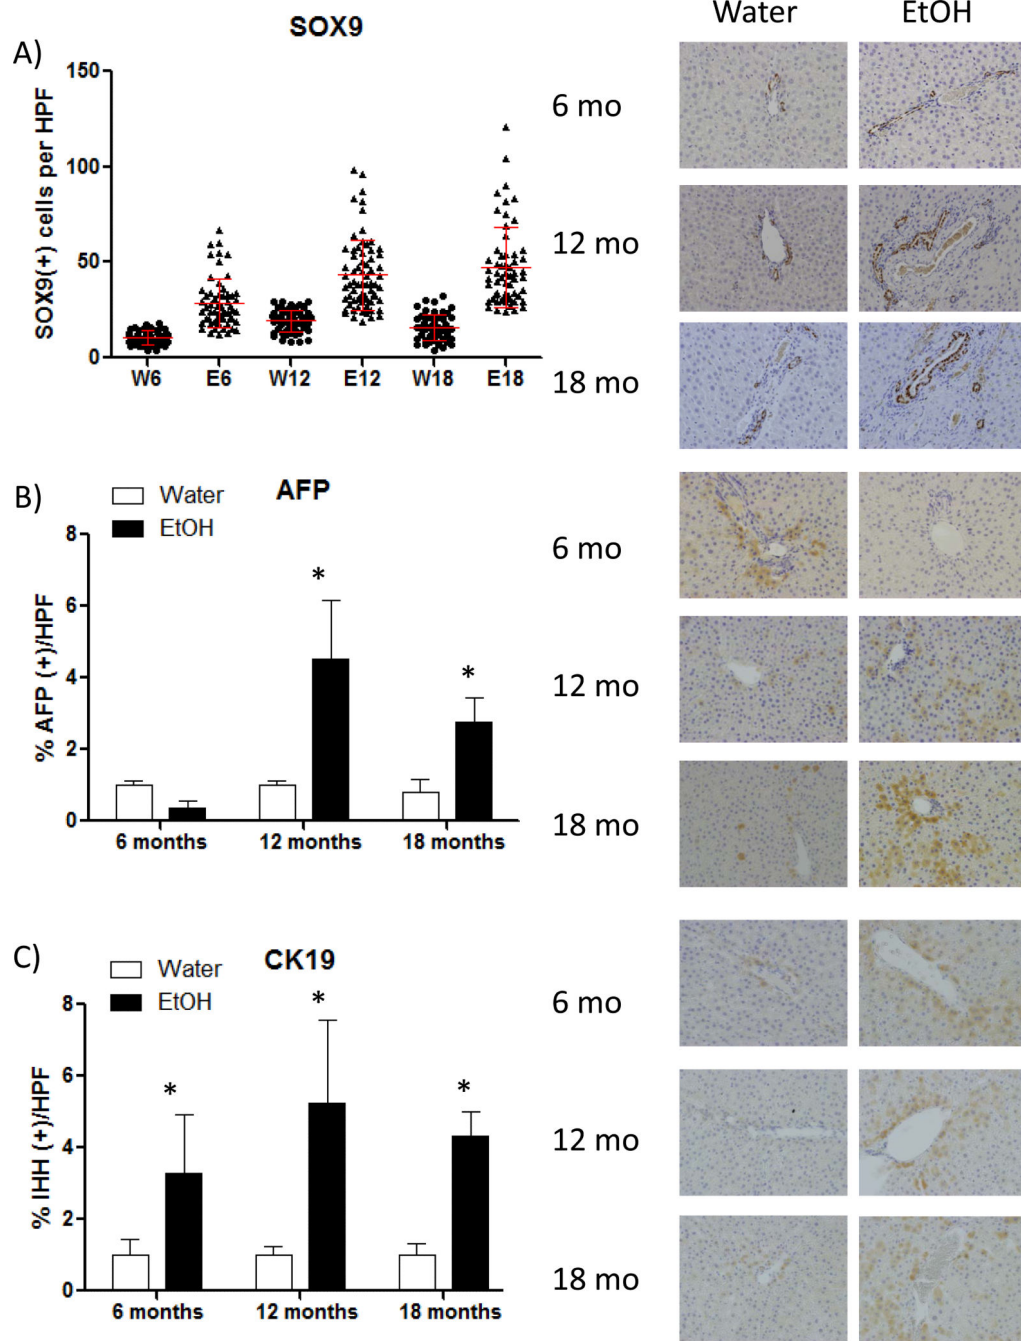 Water EtOH
A)
SOX9
SOX9(+) cells per HPF
150
100
50
0
W6 E6 W12 E12 W18 E18
6 mo
12 mo
18 mo
B)
AFP
Water
EtOH
% AFP (+)/HPF
8
6
4
2
0
* *
6 months 12 months 18 months
6 mo
12 mo
18 mo
C)
CK19
Water
EtOH
% IHH (+)/HPF
8
6
4
2
0
* * *
6 months 12 months 18 months
6 mo
12 mo
18 mo